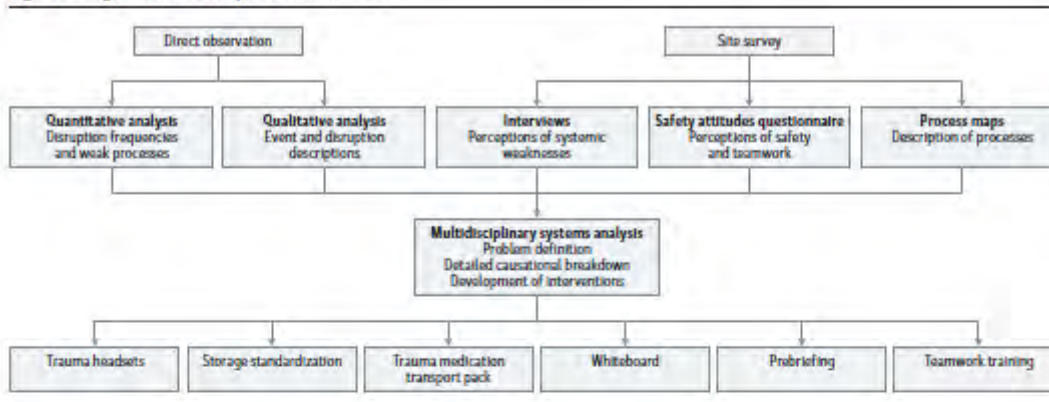 Direct observation
Site survey
Quantitative analysis
Disruption frequencies
and weak processes
Qualitative analysis
Event and disruption
descriptions
Interviews
Perceptions of systemic
weaknesses
Safety attitudes questionnaire
Perceptions of safety
and teamwork
Process maps
Description of processes
Multidisciplinary systems analysis
Problem definition
Detailed causational breakdown
Development of interventions
Trauma headsets
Storage standardization
Trauma medication
transport pack
Whiteboard
Prebriefing
Teamwork training